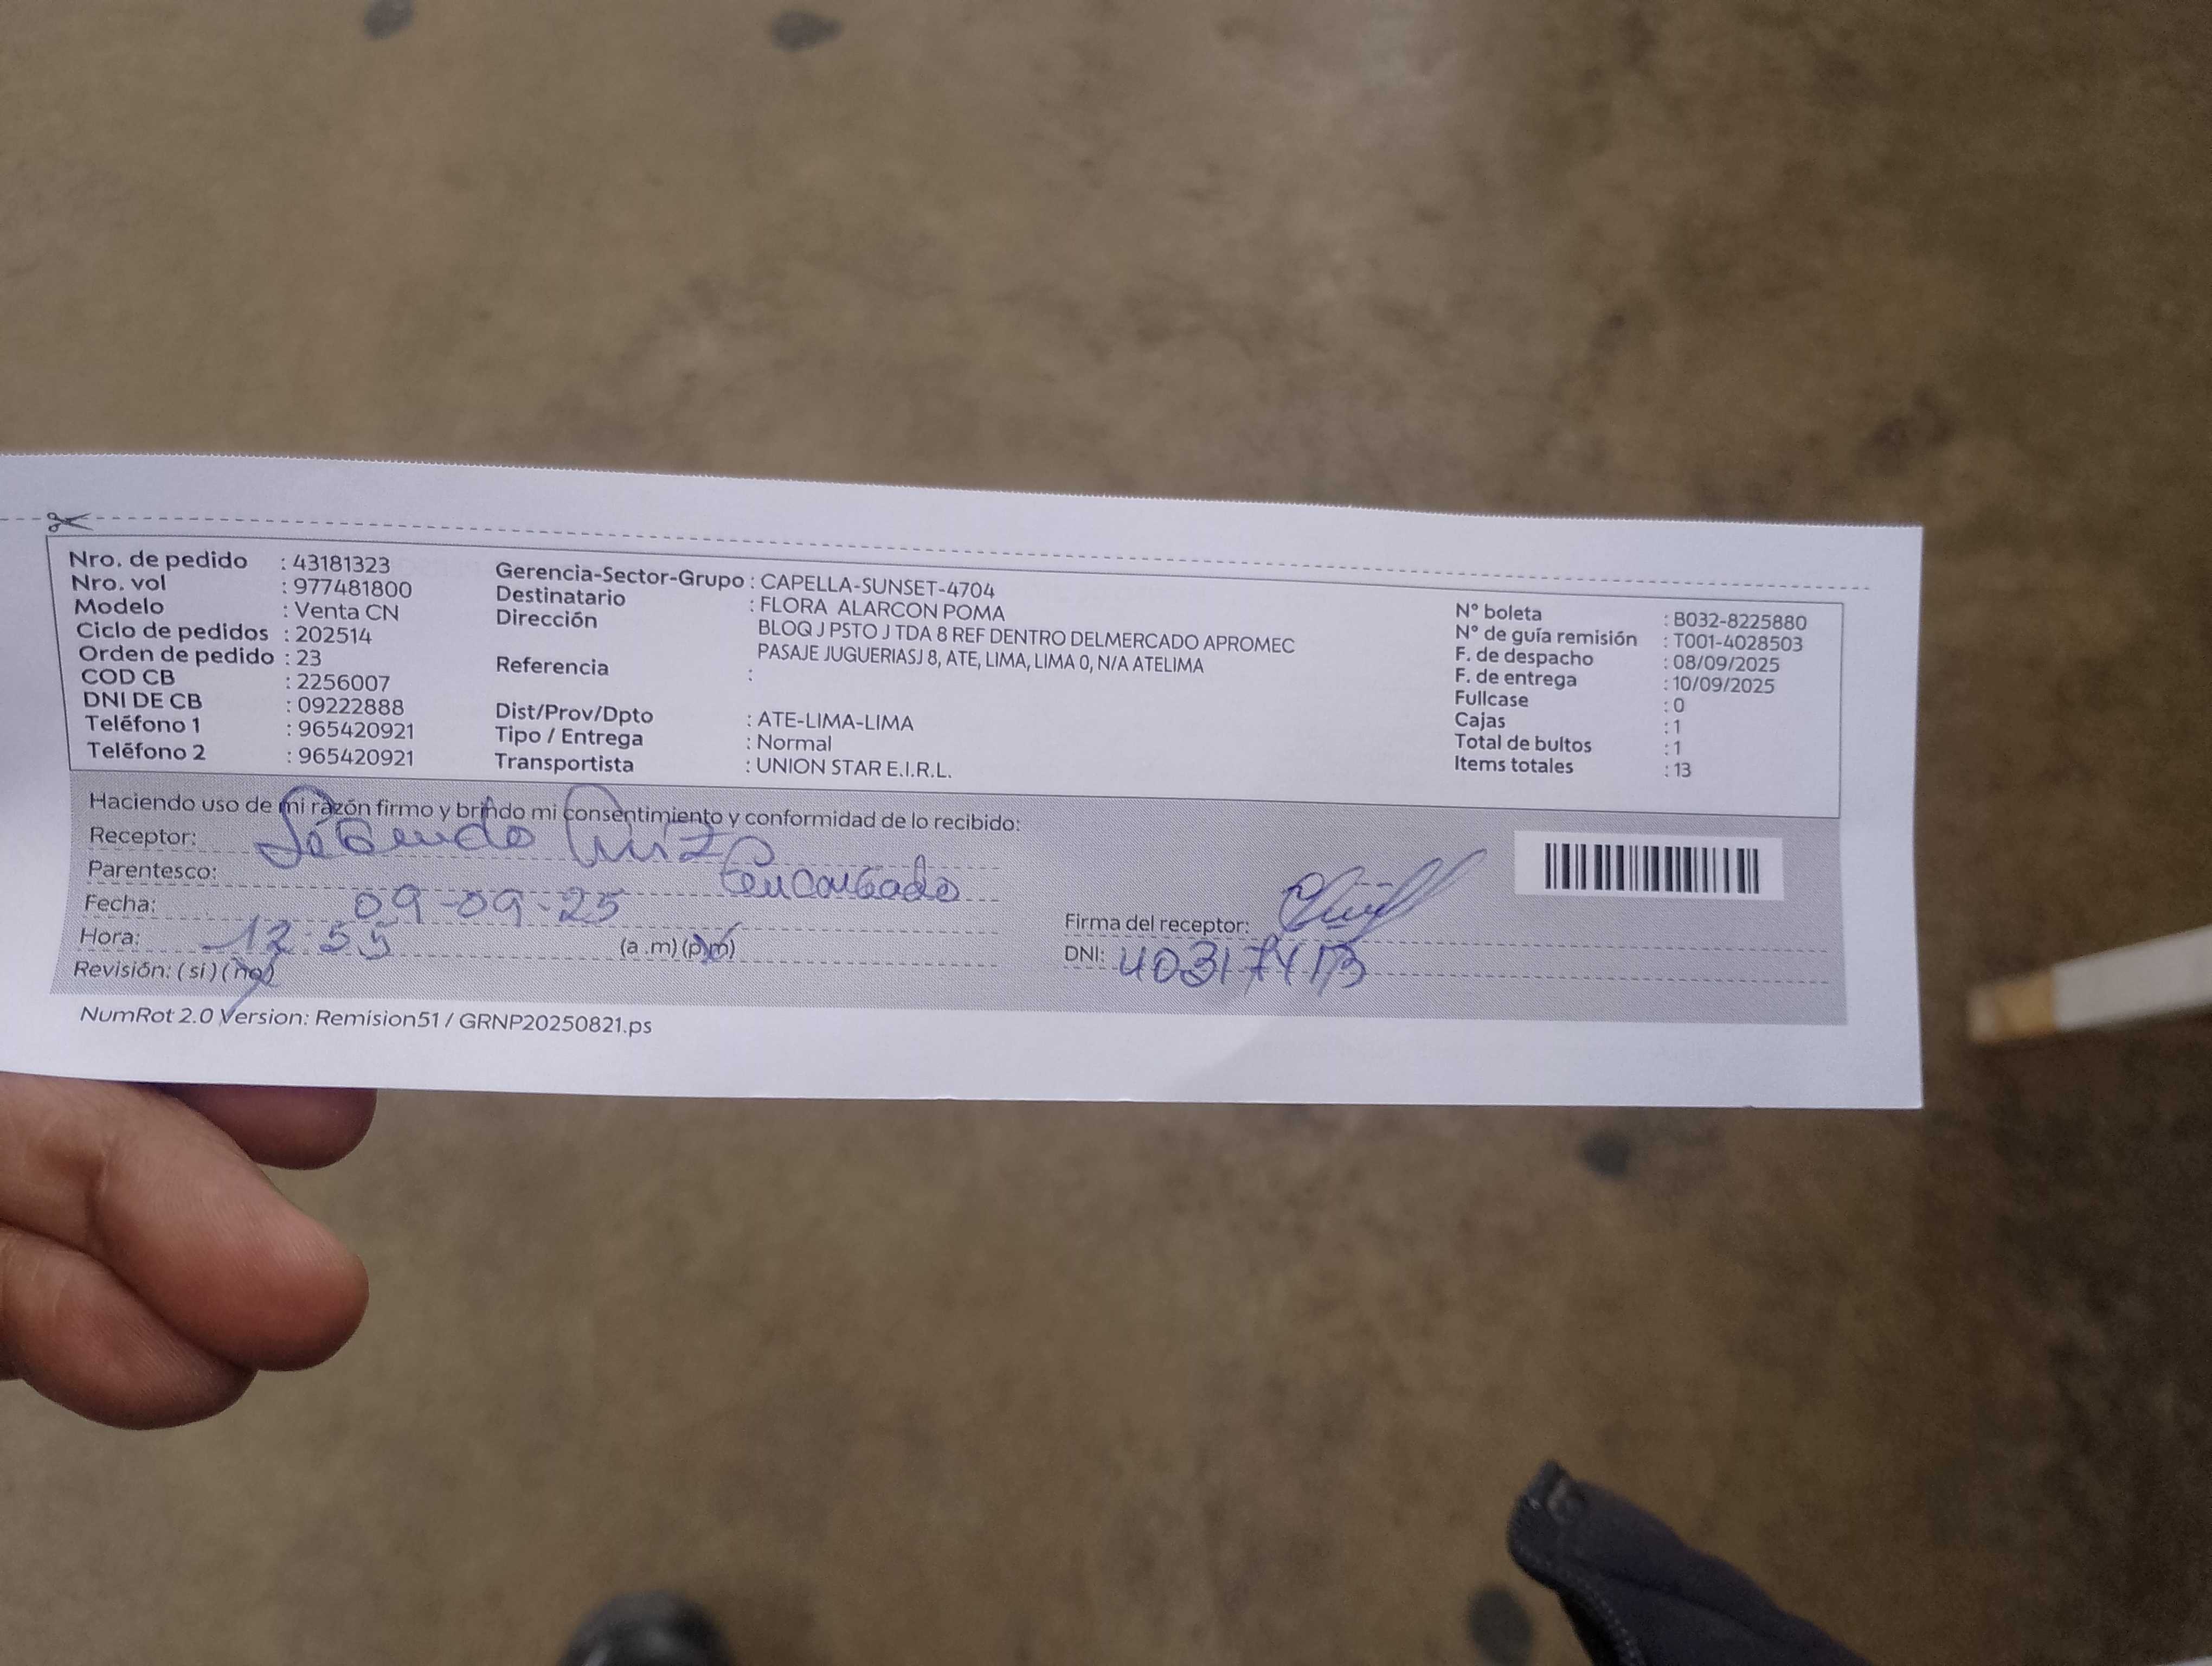 Nro. de pedido : 43181323
Nro. vol : 977481800
Modelo : Venta CN
Ciclo de pedidos : 202514
Orden de pedido : 23
COD CB : 2256007
DNI DE CB : 09222888
Teléfono 1 : 965420921
Teléfono 2 : 965420921
Gerencia-Sector-Grupo : CAPELLA-SUNSET-4704
Destinatario : FLORA ALARCON POMA
Dirección BLOQ J PSTO J TDA 8 REF DENTRO DELMERCADO APROMEC
PASAJE JUGUERIASJ 8, ATE, LIMA, LIMA 0, N/A ATELIMA
Referencia :
Dist/Prov/Dpto : ATE-LIMA-LIMA
Tipo / Entrega : Normal
Transportista : UNION STAR E.I.R.L.
N° boleta : B032-8225880
N° de guía remisión : T001-4028503
F. de despacho : 08/09/2025
F. de entrega : 10/09/2025
Fullcase : 0
Cajas : 1
Total de bultos : 1
Items totales : 13
Haciendo uso de mi razón firmo y brindo mi consentimiento y conformidad de lo recibido:
Receptor:
Parentesco: encargado
Fecha: 09-09-25
Hora: 12:55 (a.m) (p.m)
Revisión: (si) (no)
Firma del receptor:
DNI: 40317413
NumRot 2.0 Version: Remision51 / GRNP20250821.ps